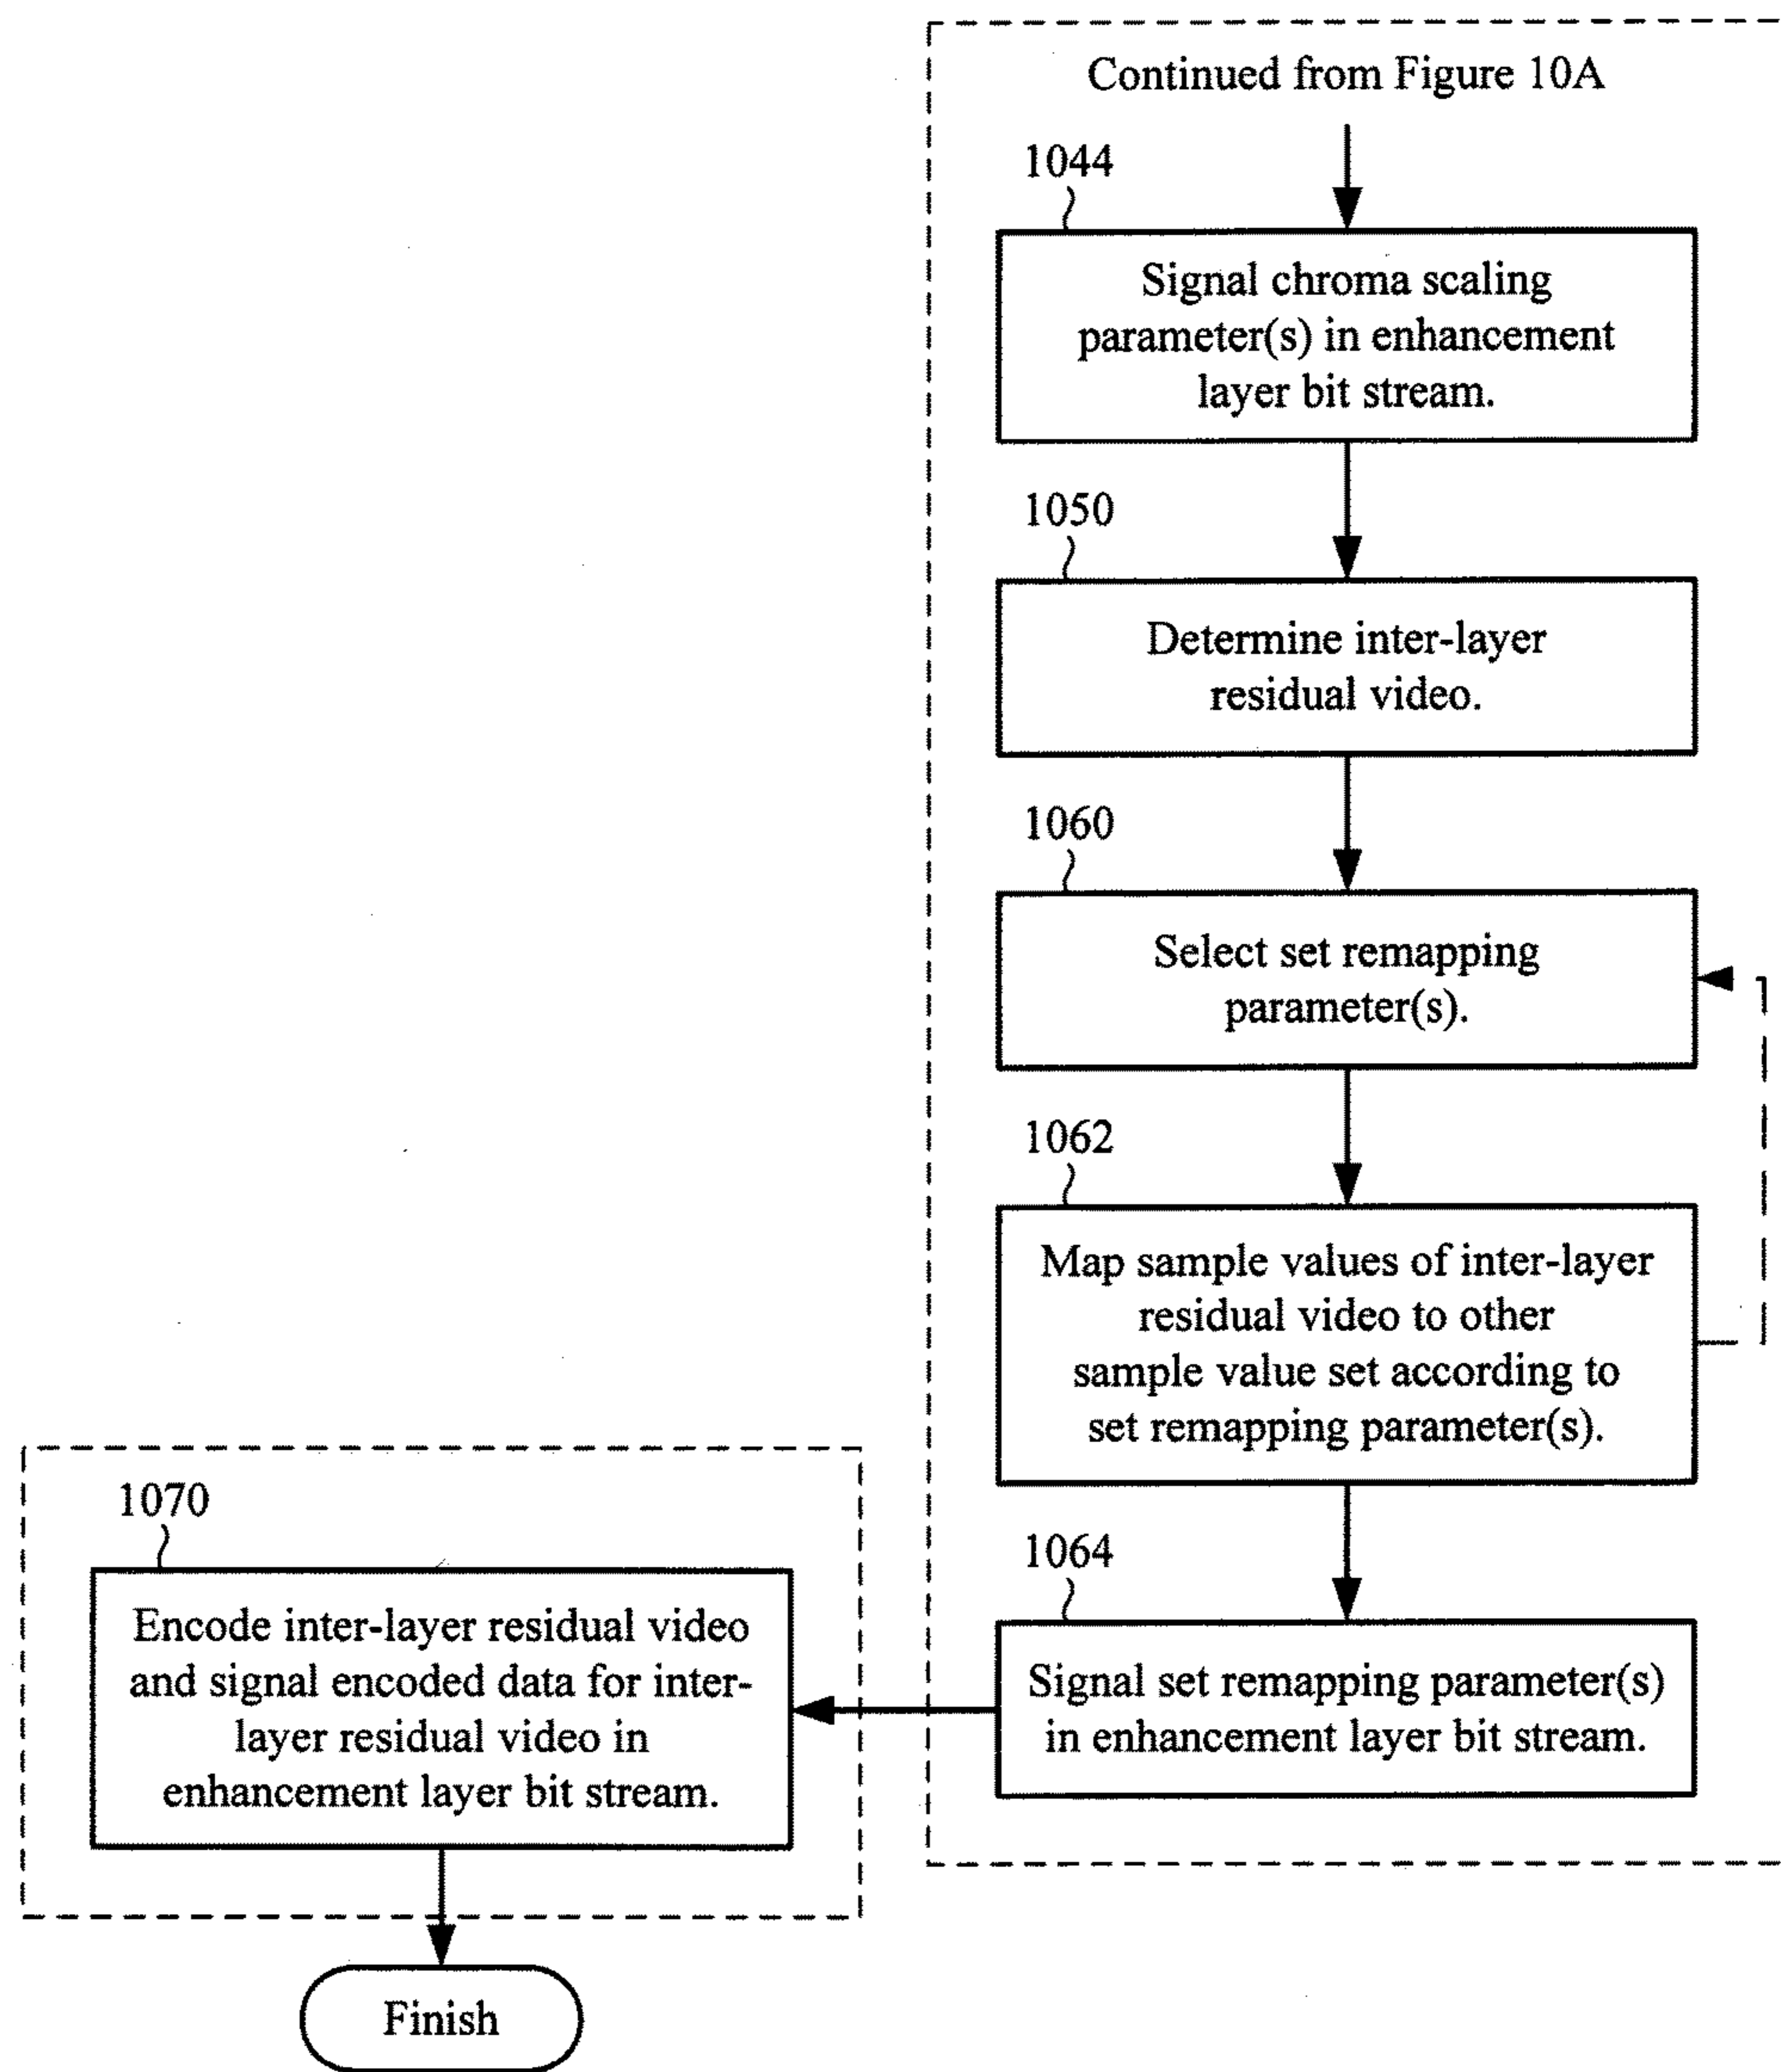 Continued from Figure 10A
1044
Signal chroma scaling
parameter(s) in enhancement
layer bit stream.
1050
Determine inter-layer
residual video.
1060
Select set remapping
parameter(s).
1062
Map sample values of inter-layer
residual video to other
sample value set according to
set remapping parameter(s).
1064
Signal set remapping parameter(s)
in enhancement layer bit stream.
1070
Encode inter-layer residual video
and signal encoded data for inter-
layer residual video in
enhancement layer bit stream.
Finish